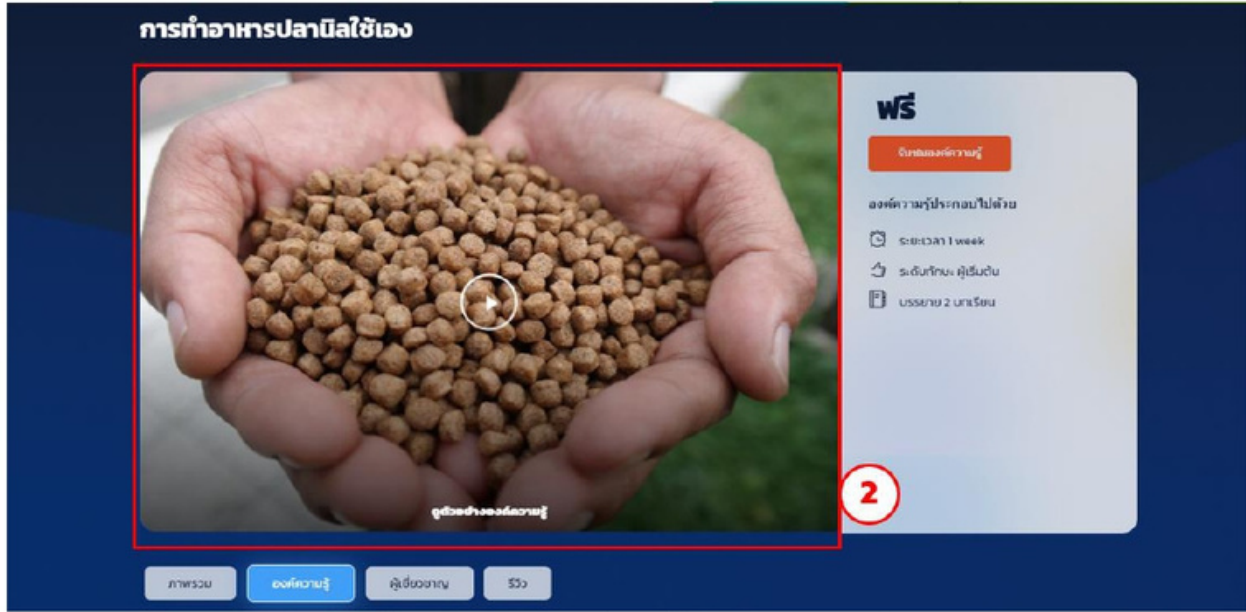 การทำอาหารปลานิลใช้เอง
ฟรี
รับชมองค์ความรู้
องค์ความรู้ประกอบไปด้วย
ระยะเวลา 1 week
ระดับทักษะ ผู้เริ่มต้น
บรรยาย 2 บทเรียน
2
ดูตัวอย่างองค์ความรู้
ภาพรวม
องค์ความรู้
ผู้เชี่ยวชาญ
รีวิว